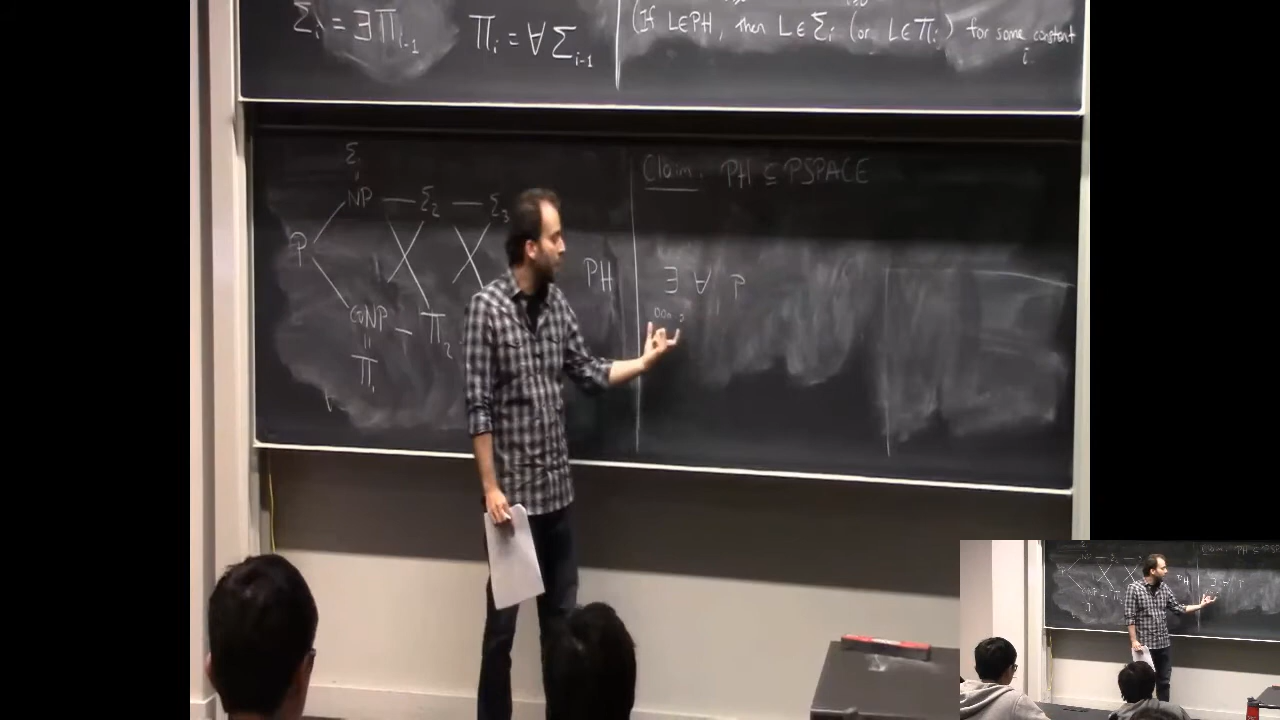 Σi = ∃Πi-1 Πi = ∀Σi-1
(If L∈PH, then L∈Σi (or L∈Πi) for some constant i.
Σ1
NP — Σ2 — Σ3
P
PH
coNP — Π2
=
Π1
Claim: PH ⊆ PSPACE
∃ ∀ P